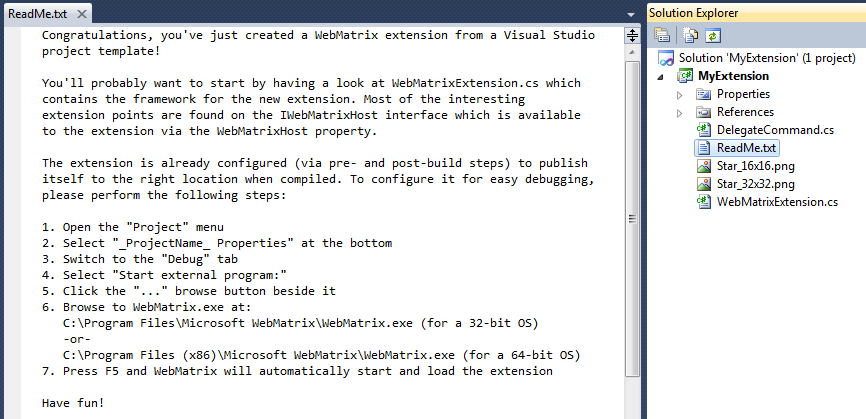 ReadMe.txt
Congratulations, you've just created a WebMatrix extension from a Visual Studio
project template!
You'll probably want to start by having a look at WebMatrixExtension.cs which
contains the framework for the new extension. Most of the interesting
extension points are found on the IWebMatrixHost interface which is available
to the extension via the WebMatrixHost property.
The extension is already configured (via pre- and post-build steps) to publish
itself to the right location when compiled. To configure it for easy debugging,
please perform the following steps:
1. Open the "Project" menu
2. Select "_ProjectName_ Properties" at the bottom
3. Switch to the "Debug" tab
4. Select "Start external program:"
5. Click the "..." browse button beside it
6. Browse to WebMatrix.exe at:
C:\Program Files\Microsoft WebMatrix\WebMatrix.exe (for a 32-bit OS)
-or-
C:\Program Files (x86)\Microsoft WebMatrix\WebMatrix.exe (for a 64-bit OS)
7. Press F5 and WebMatrix will automatically start and load the extension
Have fun!
Solution Explorer
Solution 'MyExtension' (1 project)
MyExtension
Properties
References
DelegateCommand.cs
ReadMe.txt
Star_16x16.png
Star_32x32.png
WebMatrixExtension.cs